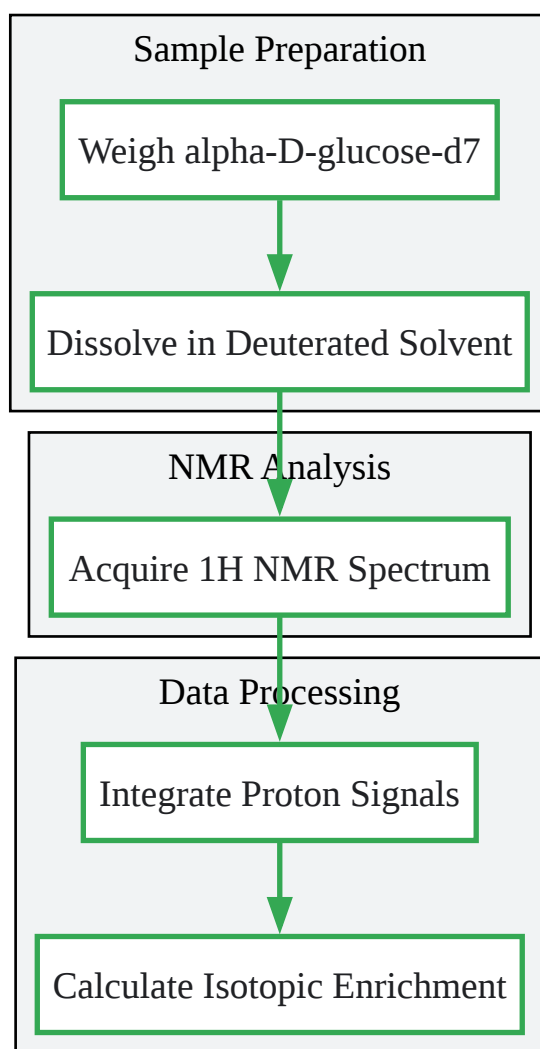 Sample Preparation
Weigh alpha-D-glucose-d7
Dissolve in Deuterated Solvent
NMR Analysis
Acquire 1H NMR Spectrum
Data Processing
Integrate Proton Signals
Calculate Isotopic Enrichment